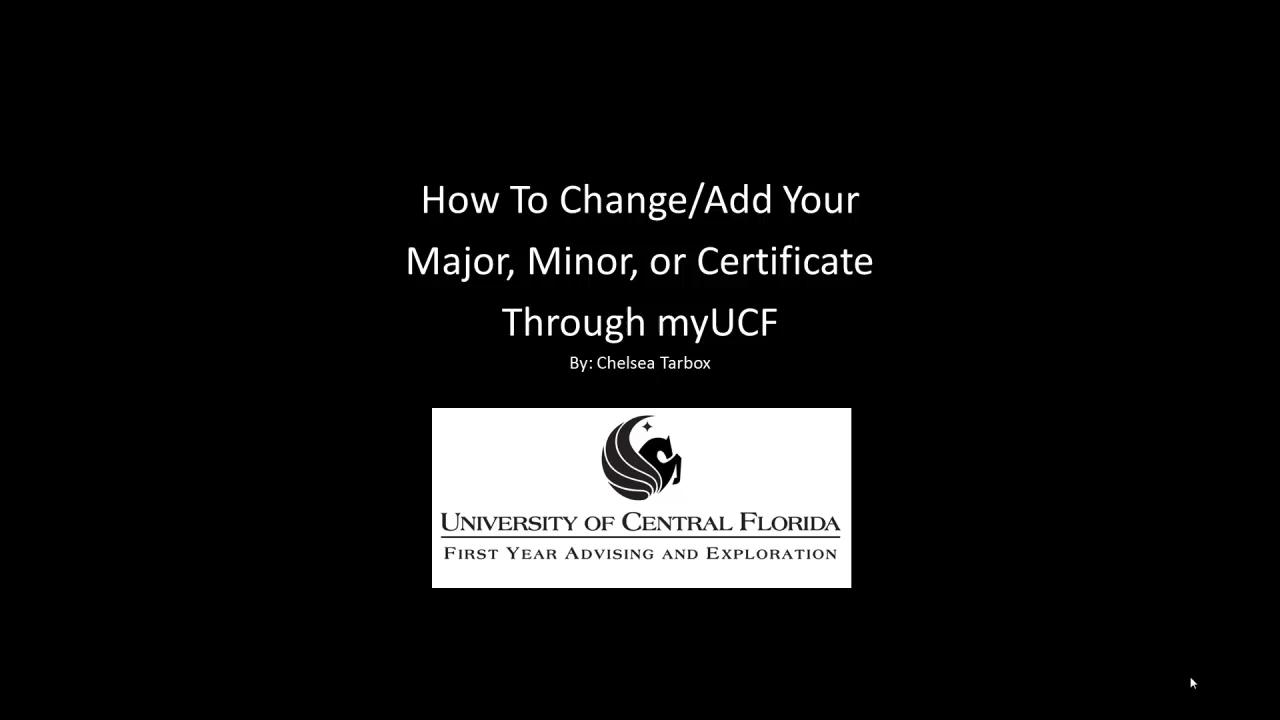 How To Change/Add Your
Major, Minor, or Certificate
Through myUCF
By: Chelsea Tarbox
UNIVERSITY OF CENTRAL FLORIDA
FIRST YEAR ADVISING AND EXPLORATION